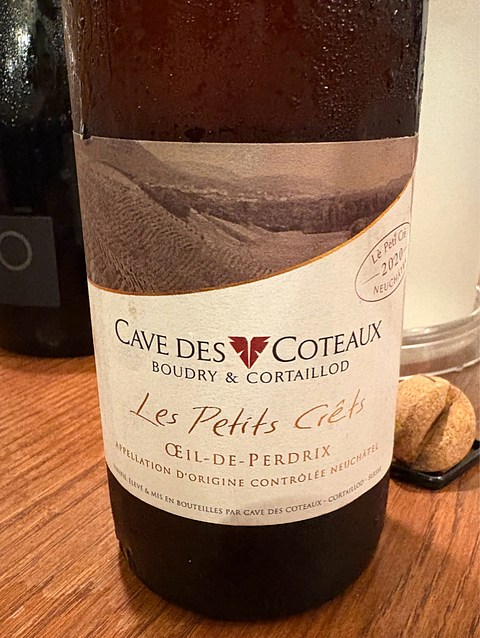 Le Petit Crêt
2020
NEUCHÂTEL
CAVE DES COTEAUX
BOUDRY & CORTAILLOD
Les Petits Crêts
ŒIL-DE-PERDRIX
APPELLATION D'ORIGINE CONTRÔLÉE NEUCHÂTEL
ÉLEVÉ & MIS EN BOUTEILLES PAR CAVE DES COTEAUX - CORTAILLOD - SUISSE